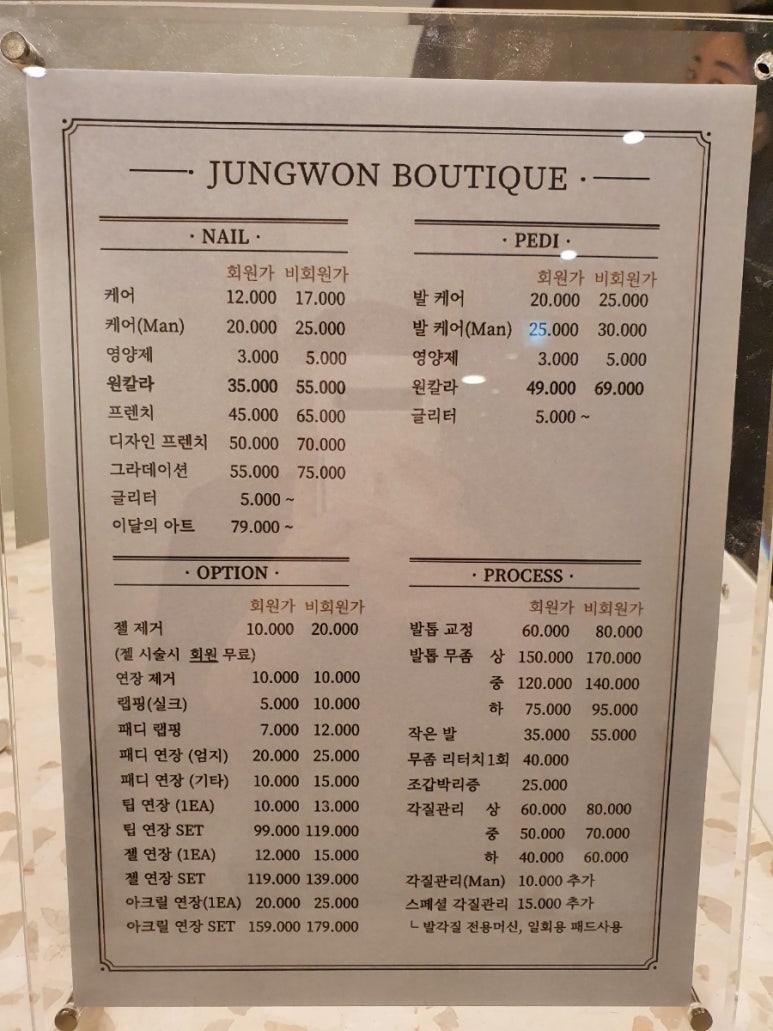 JUNGWON BOUTIQUE
· NAIL ·
회원가 비회원가
케어 12.000 17.000
케어(Man) 20.000 25.000
영양제 3.000 5.000
원칼라 35.000 55.000
프렌치 45.000 65.000
디자인 프렌치 50.000 70.000
그라데이션 55.000 75.000
글리터 5.000 ~
이달의 아트 79.000 ~
· PEDI ·
회원가 비회원가
발 케어 20.000 25.000
발 케어(Man) 25.000 30.000
영양제 3.000 5.000
원칼라 49.000 69.000
글리터 5.000 ~
· OPTION ·
회원가 비회원가
젤 제거 10.000 20.000
(젤 시술시 회원 무료)
연장 제거 10.000 10.000
랩핑(실크) 5.000 10.000
패디 랩핑 7.000 12.000
패디 연장 (엄지) 20.000 25.000
패디 연장 (기타) 10.000 15.000
팁 연장 (1EA) 10.000 13.000
팁 연장 SET 99.000 119.000
젤 연장 (1EA) 12.000 15.000
젤 연장 SET 119.000 139.000
아크릴 연장(1EA) 20.000 25.000
아크릴 연장 SET 159.000 179.000
· PROCESS ·
회원가 비회원가
발톱 교정 60.000 80.000
발톱 무좀 상 150.000 170.000
중 120.000 140.000
하 75.000 95.000
작은 발 35.000 55.000
무좀 리터치1회 40.000
조갑박리증 25.000
각질관리 상 60.000 80.000
중 50.000 70.000
하 40.000 60.000
각질관리(Man) 10.000 추가
스페셜 각질관리 15.000 추가
└ 발각질 전용머신, 일회용 패드사용